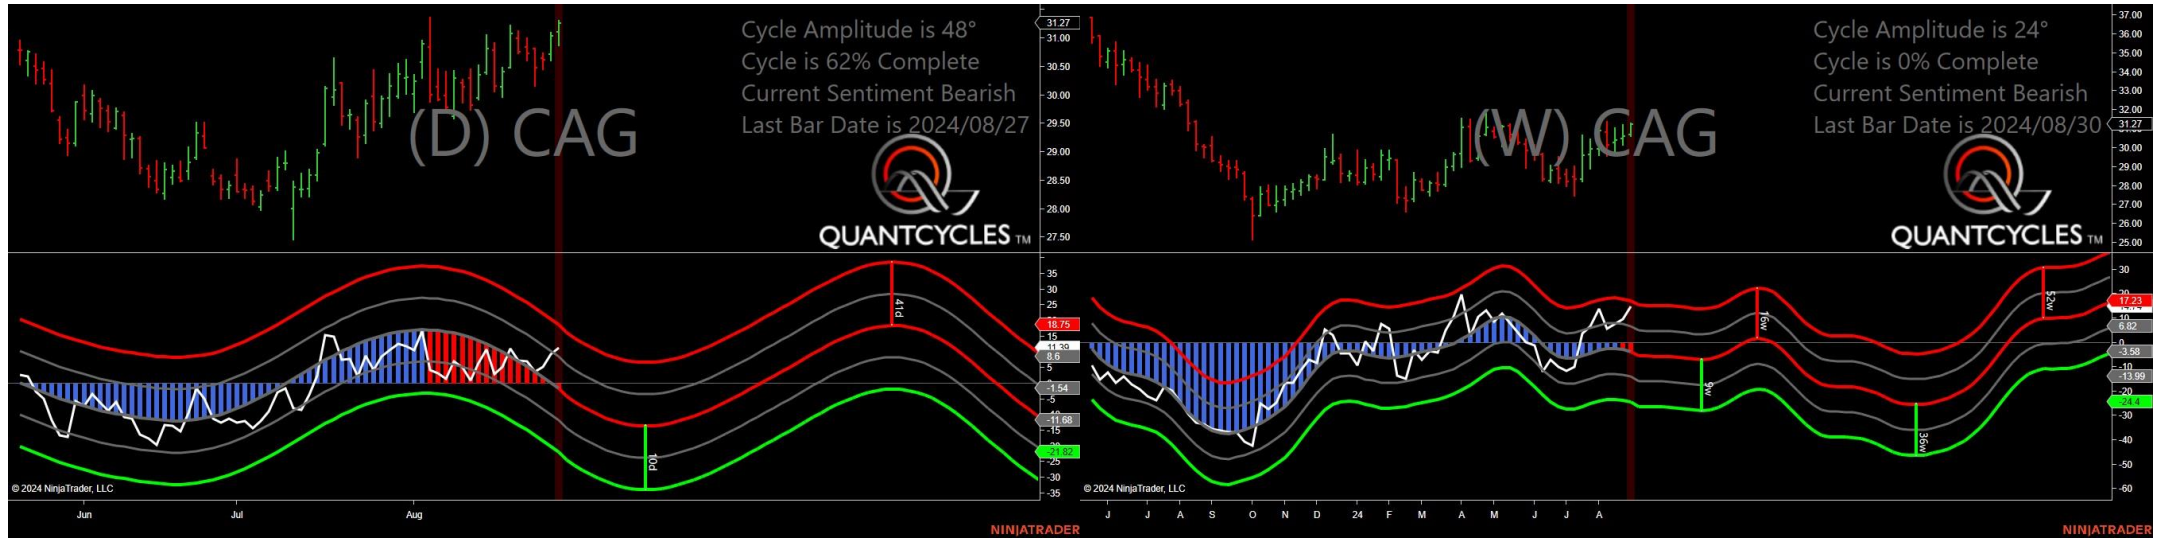 Cycle Amplitude is 48°
Cycle is 62% Complete
Current Sentiment Bearish
Last Bar Date is 2024/08/27
(D) CAG
QUANTCYCLES TM
31.27
31.00
30.50
30.00
29.50
29.00
28.50
28.00
27.50
35
30
25
18.75
15
11.39
8.6
5
-1.54
-5
-11.68
-15
-21.82
-25
-30
-35
41d
10d
© 2024 NinjaTrader, LLC
Jun
Jul
Aug
NINJATRADER
Cycle Amplitude is 24°
Cycle is 0% Complete
Current Sentiment Bearish
Last Bar Date is 2024/08/30
(W) CAG
QUANTCYCLES TM
37.00
36.00
35.00
34.00
33.00
32.00
31.27
30.00
29.00
28.00
27.00
26.00
25.00
30
20
17.23
10
6.82
0
-3.58
-10
-13.99
-20
-24.4
-30
-40
-50
-60
16w
52w
9w
36w
© 2024 NinjaTrader, LLC
J
J
A
S
O
N
D
24
F
M
A
M
J
J
A
NINJATRADER